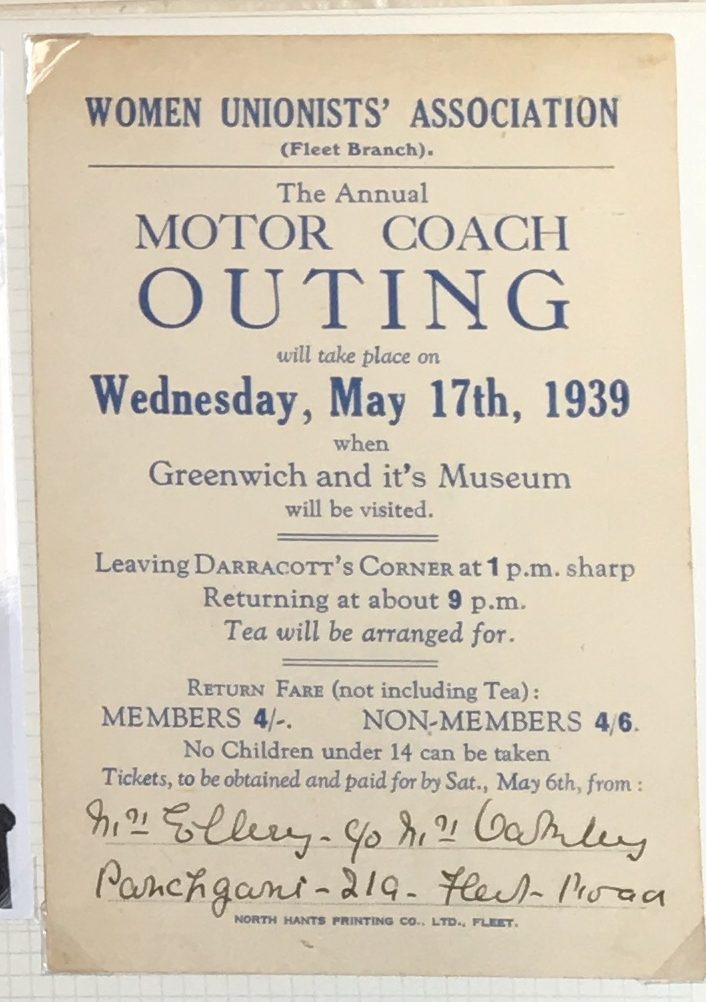 WOMEN UNIONISTS' ASSOCIATION
(Fleet Branch).
The Annual
MOTOR COACH
OUTING
will take place on
Wednesday, May 17th, 1939
when
Greenwich and it's Museum
will be visited.
Leaving DARRACOTT'S CORNER at 1 p.m. sharp
Returning at about 9 p.m.
Tea will be arranged for.
RETURN FARE (not including Tea):
MEMBERS 4/-. NON-MEMBERS 4/6.
No Children under 14 can be taken
Tickets, to be obtained and paid for by Sat., May 6th, from:
Mrs Ellery - c/o Mrs
Panchgani - 219 - Fleet - Road
NORTH HANTS PRINTING CO., LTD., FLEET.